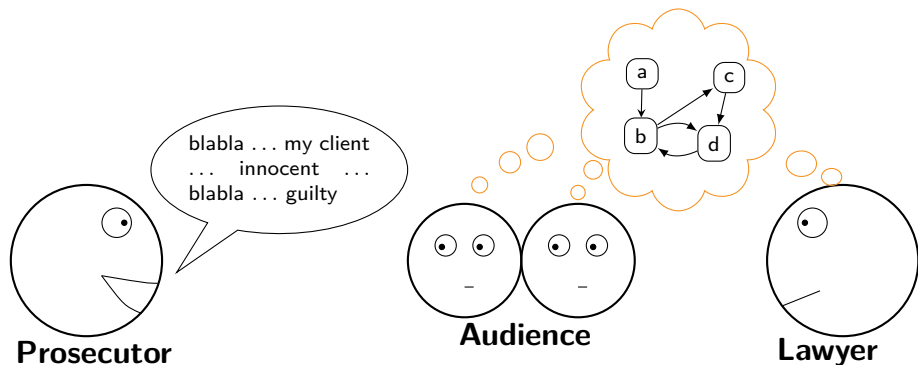 a
c
b
d
blabla ... my client
... innocent ...
blabla ... guilty
Prosecutor
Audience
Lawyer